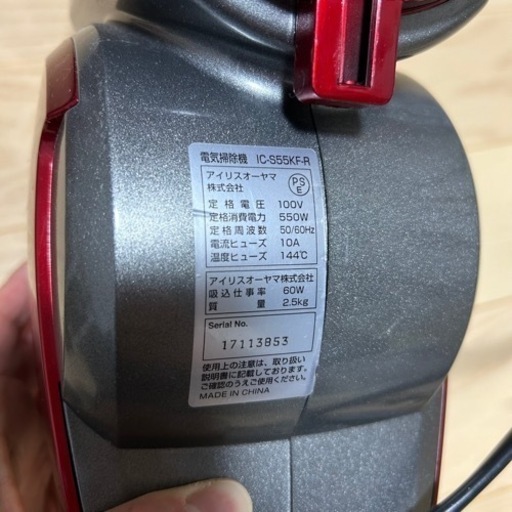 電気掃除機 IC-S55KF-R
アイリスオーヤマ
株式会社
PS
E
定格電圧 100V
定格消費電力 550W
定格周波数 50/60Hz
電流ヒューズ 10A
温度ヒューズ 144℃
アイリスオーヤマ株式会社
吸込仕事率 60W
質量 2.5kg
Serial No.
17113853
使用上の注意は、取り扱い
説明書に記載しております。
ご確認のうえご使用ください。
MADE IN CHINA